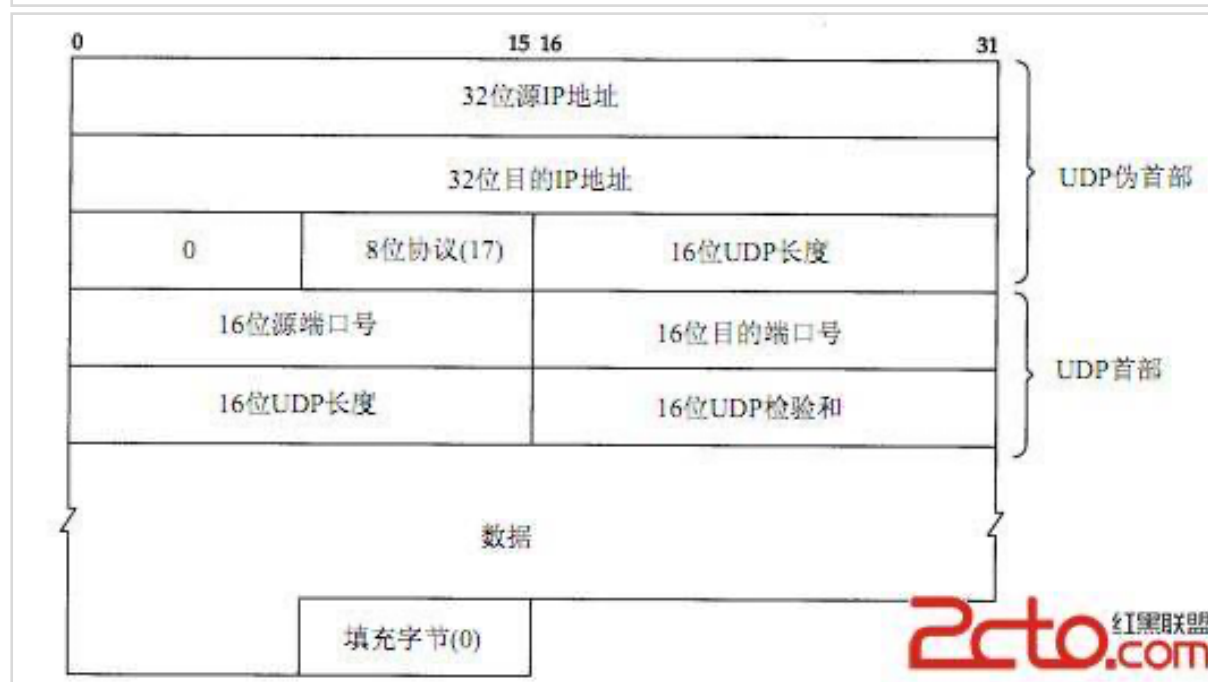 0 15 16 31
32位源IP地址
32位目的IP地址
UDP伪首部
0 8位协议(17) 16位UDP长度
16位源端口号 16位目的端口号
UDP首部
16位UDP长度 16位UDP检验和
数据
填充字节(0)
2cto 红黑联盟
.com